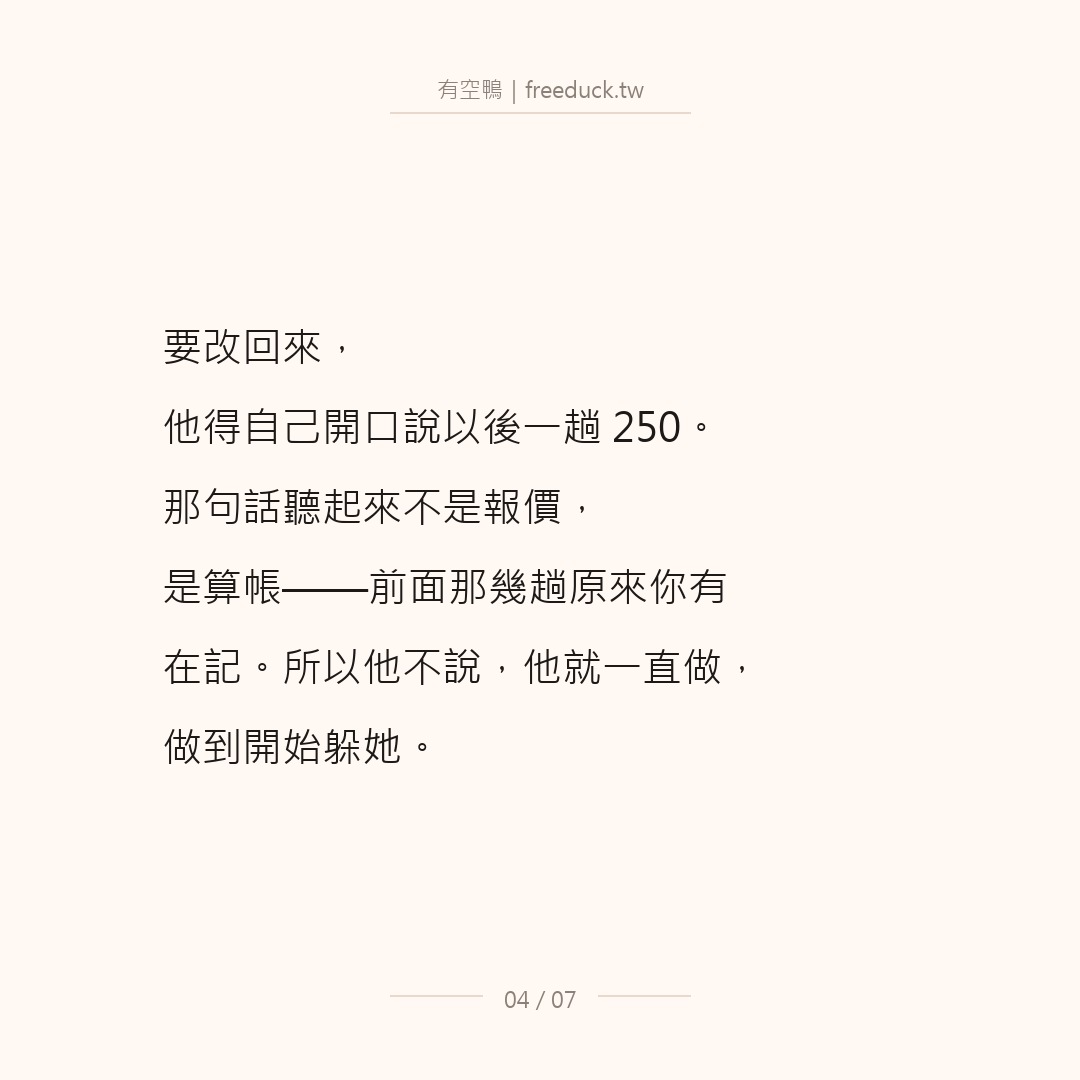 有空鴨｜freeduck.tw
要改回來，
他得自己開口說以後一趟 250。
那句話聽起來不是報價，
是算帳——前面那幾趟原來你有
在記。所以他不說，他就一直做，
做到開始躲她。
04 / 07